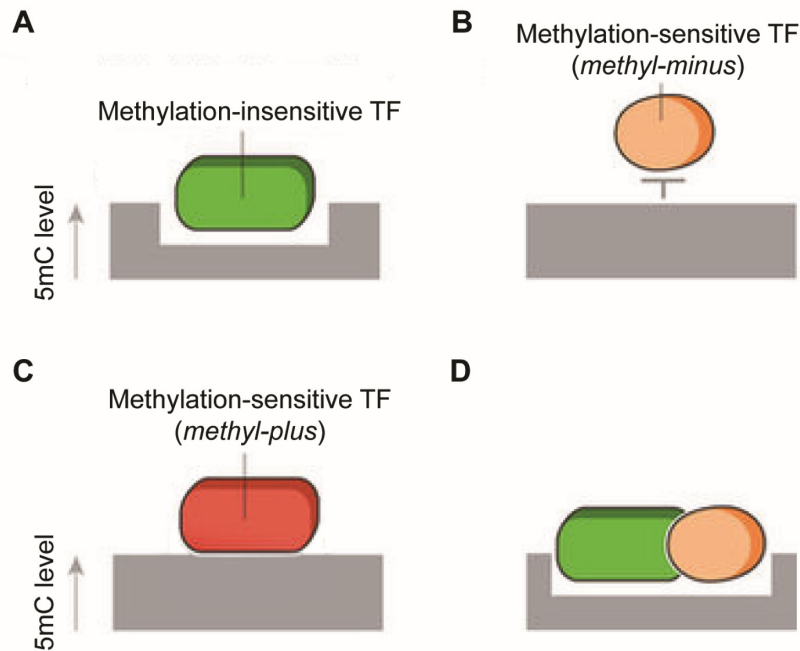 A
Methylation-insensitive TF
5mC level
B
Methylation-sensitive TF
(methyl-minus)
C
Methylation-sensitive TF
(methyl-plus)
5mC level
D